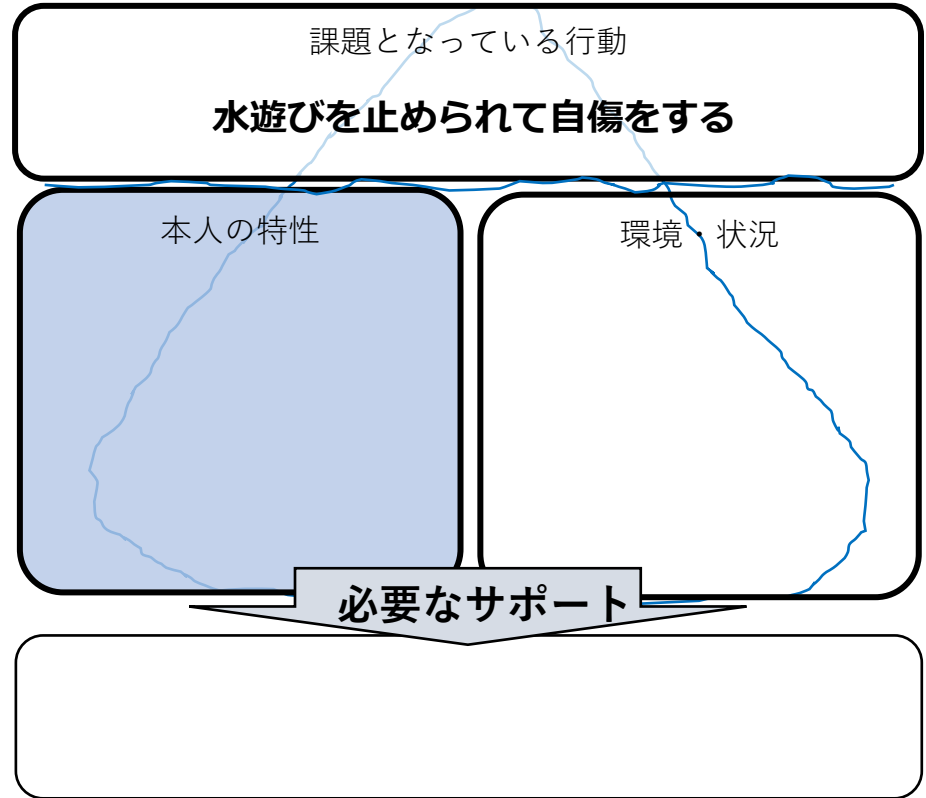 課題となっている行動
水遊びを止められて自傷をする
本人の特性
環境・状況
必要なサポート